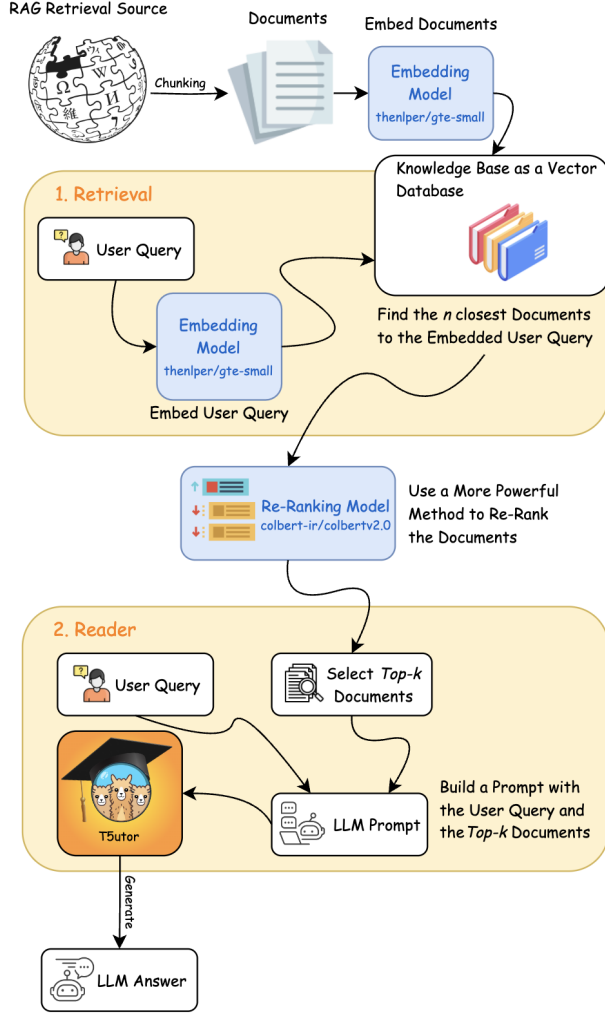 RAG Retrieval Source
Documents
Embed Documents
Chunking
Embedding
Model
thenlper/gte-small
Knowledge Base as a Vector
Database
1. Retrieval
User Query
Embedding
Model
thenlper/gte-small
Embed User Query
Find the n closest Documents
to the Embedded User Query
Re-Ranking Model
colbert-ir/colbertv2.0
Use a More Powerful
Method to Re-Rank
the Documents
2. Reader
User Query
Select Top-k
Documents
T5utor
LLM Prompt
Build a Prompt with
the User Query and
the Top-k Documents
Generate
LLM Answer